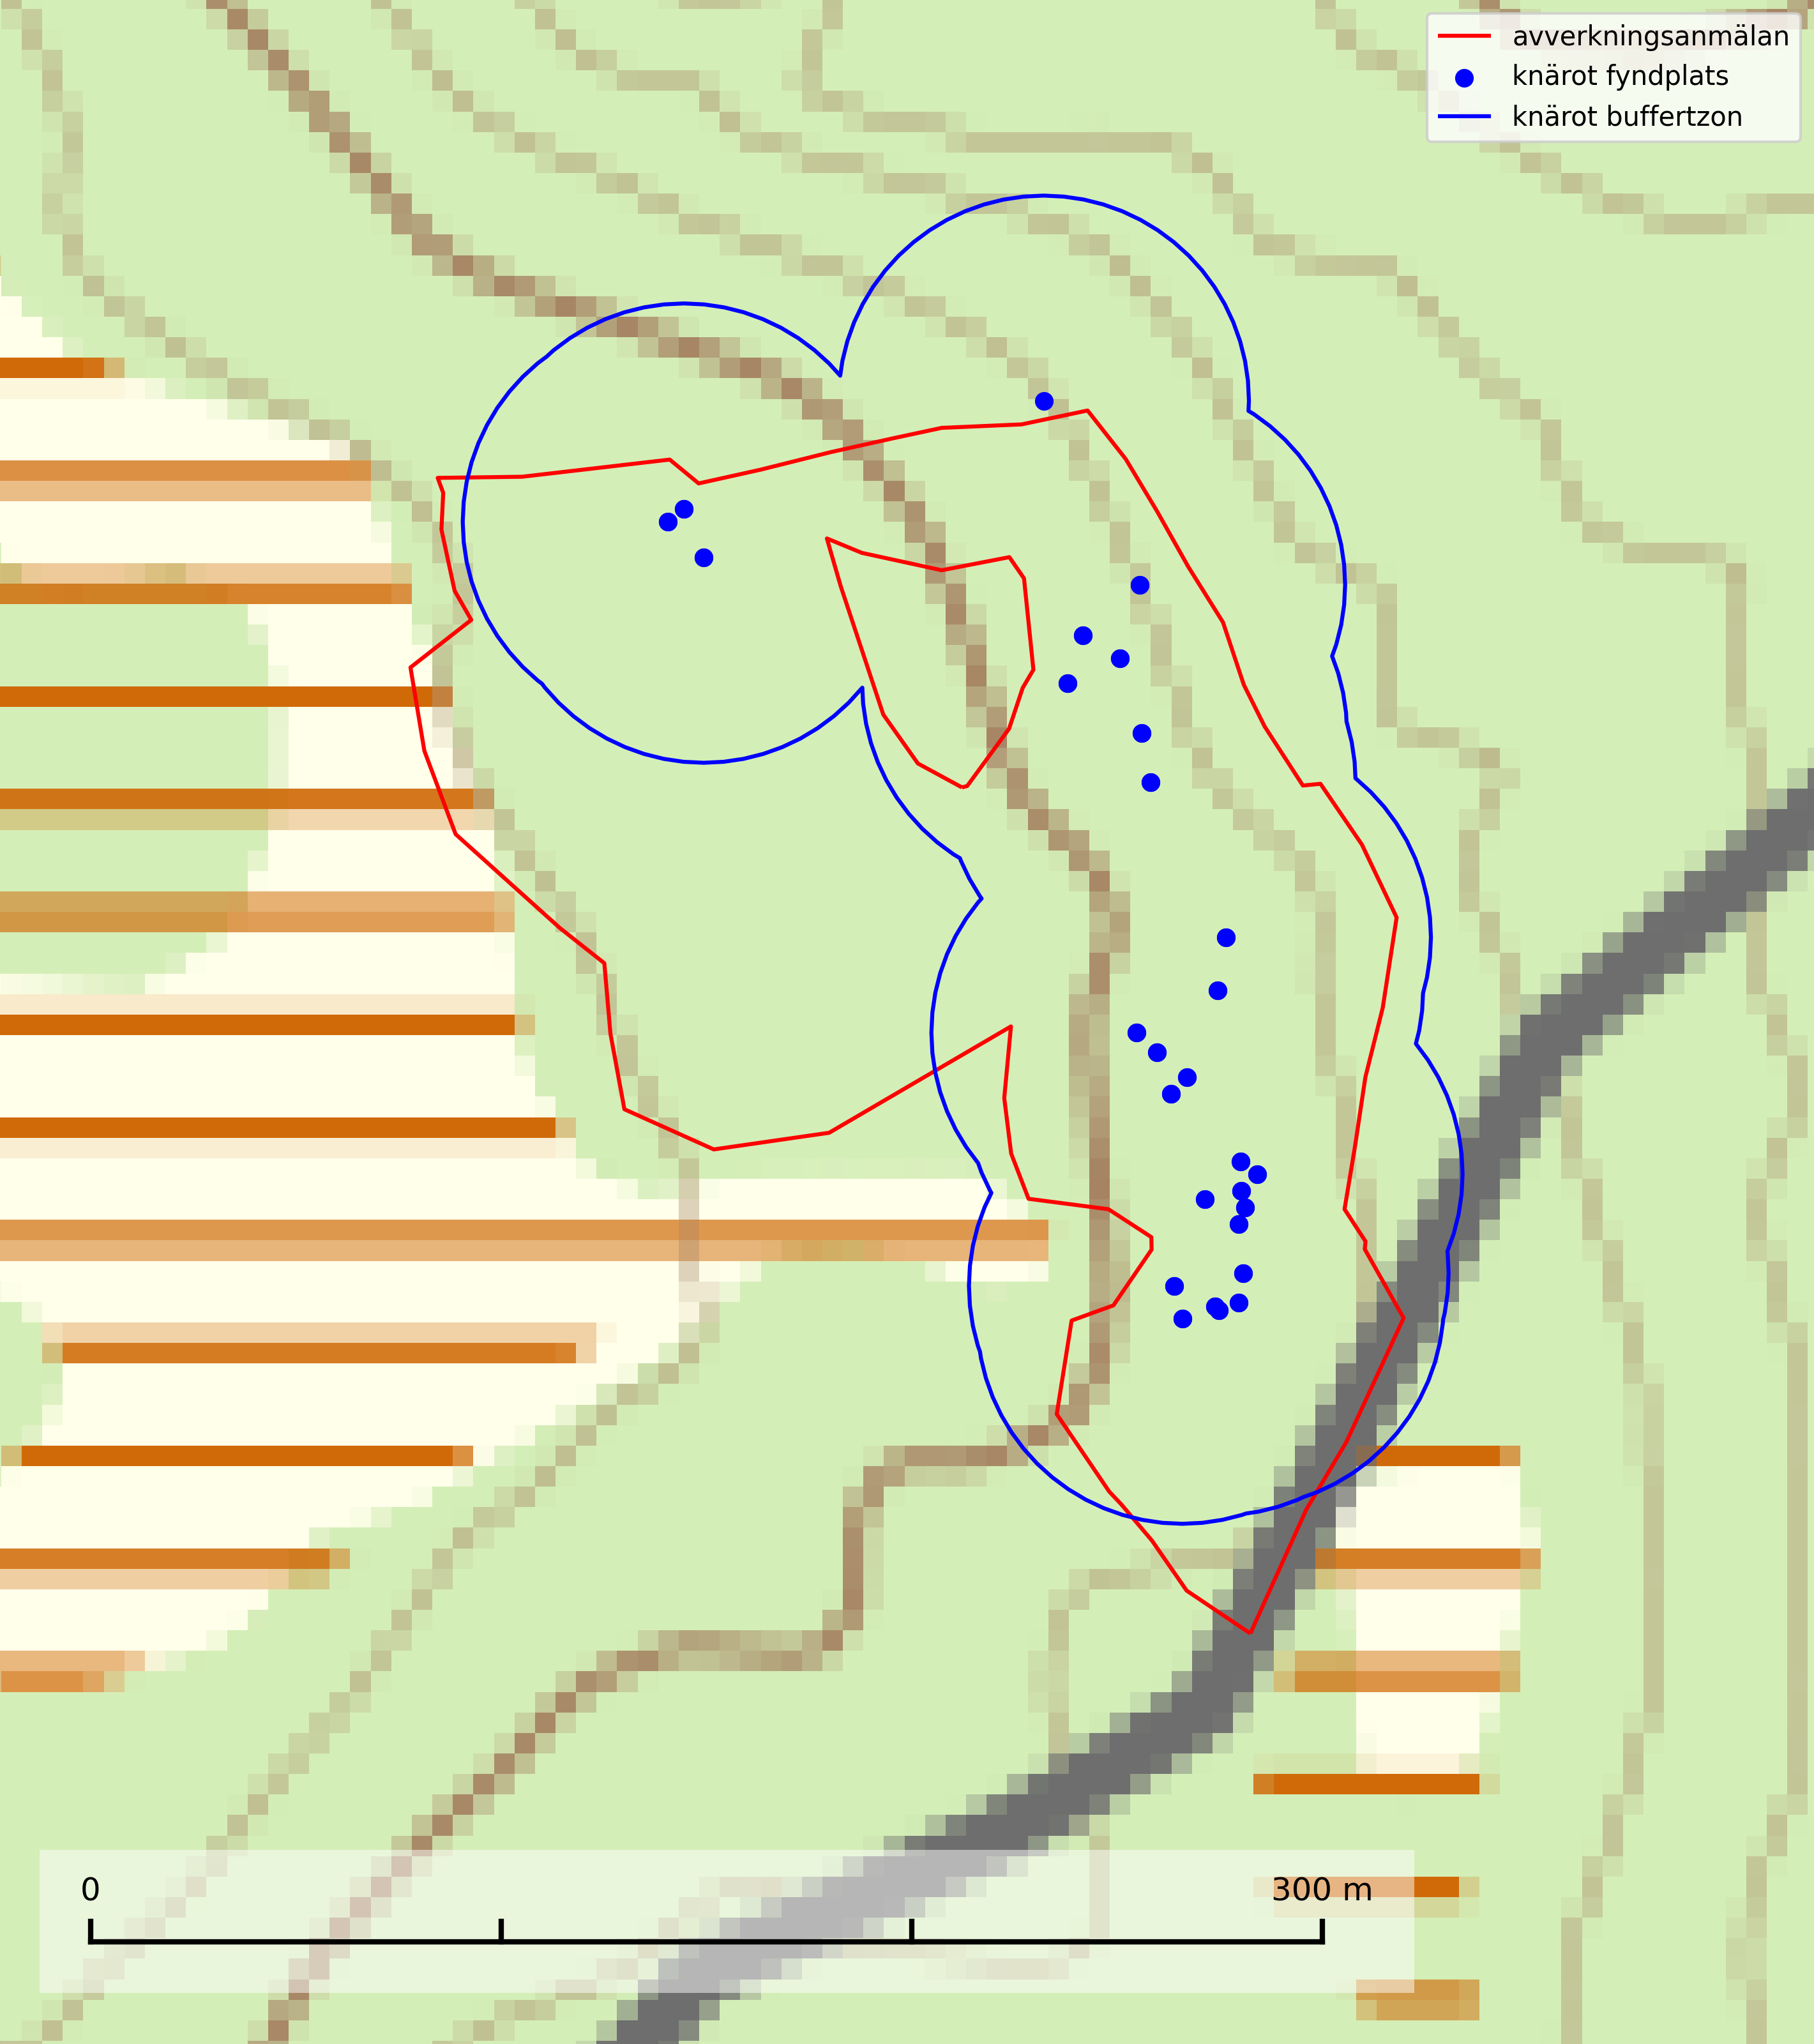 avverkningsanmälan
knärot fyndplats
knärot buffertzon
0 300 m